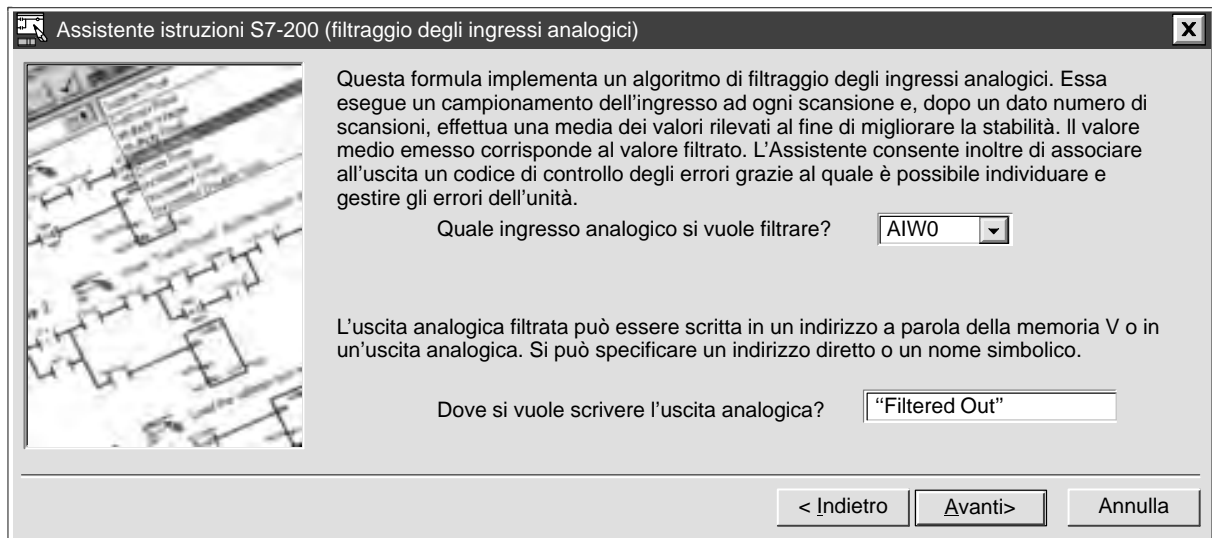 Assistente istruzioni S7-200 (filtraggio degli ingressi analogici)
Questa formula implementa un algoritmo di filtraggio degli ingressi analogici. Essa
esegue un campionamento dell'ingresso ad ogni scansione e, dopo un dato numero di
scansioni, effettua una media dei valori rilevati al fine di migliorare la stabilità. Il valore
medio emesso corrisponde al valore filtrato. L'Assistente consente inoltre di associare
all'uscita un codice di controllo degli errori grazie al quale è possibile individuare e
gestire gli errori dell'unità.
Quale ingresso analogico si vuole filtrare? AIW0
L'uscita analogica filtrata può essere scritta in un indirizzo a parola della memoria V o in
un'uscita analogica. Si può specificare un indirizzo diretto o un nome simbolico.
Dove si vuole scrivere l'uscita analogica? “Filtered Out”
< Indietro Avanti> Annulla